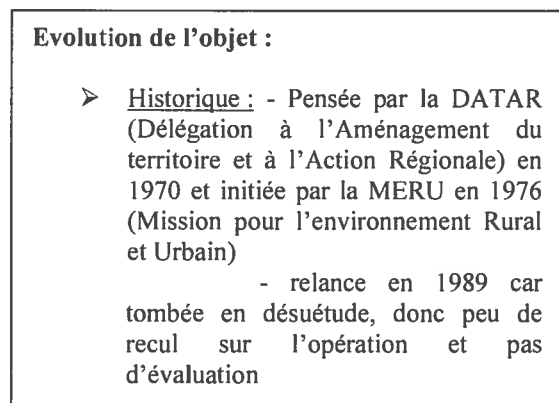 Evolution de l'objet :
➢ Historique : - Pensée par la DATAR
(Délégation à l'Aménagement du
territoire et à l'Action Régionale) en
1970 et initiée par la MERU en 1976
(Mission pour l'environnement Rural
et Urbain)
- relance en 1989 car
tombée en désuétude, donc peu de
recul sur l'opération et pas
d'évaluation